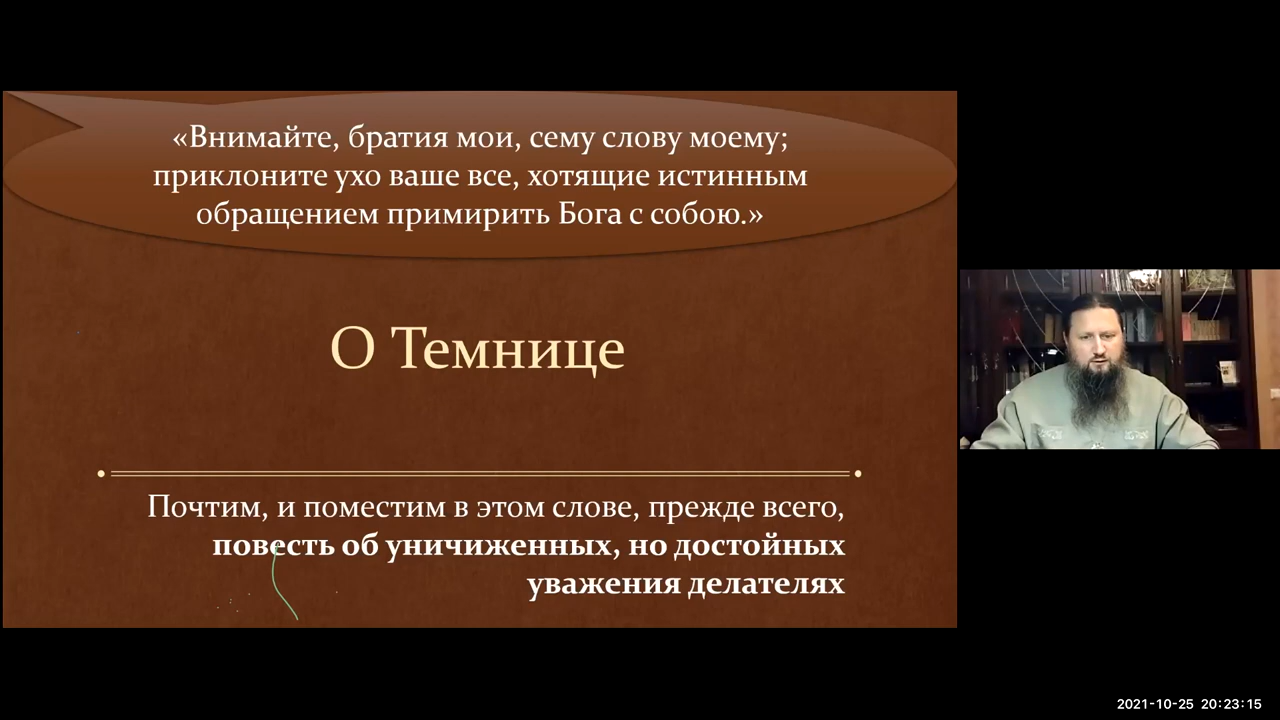 «Внимайте, братия мои, сему слову моему;
приклоните ухо ваше все, хотящие истинным
обращением примирить Бога с собою.»
О Темнице
Почтим, и поместим в этом слове, прежде всего,
повесть об уничиженных, но достойных
уважения делателях
2021-10-25 20:23:15